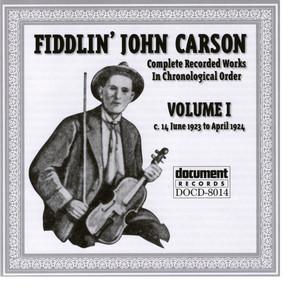 FIDDLIN' JOHN CARSON
Complete Recorded Works
In Chronological Order
VOLUME I
c. 14 June 1923 to April 1924
document
RECORDS
DOCD-8014